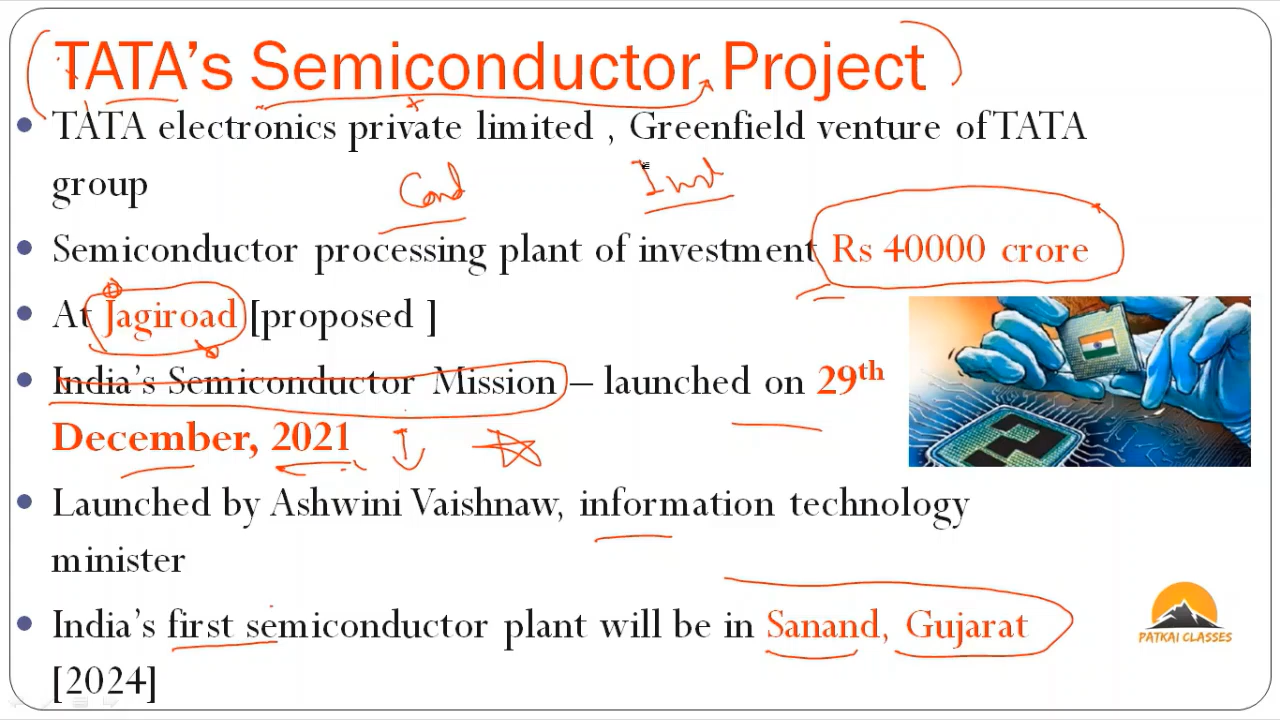 TATA's Semiconductor Project
• TATA electronics private limited , Greenfield venture of TATA
group
Cond Inst
• Semiconductor processing plant of investment Rs 40000 crore
• At Jagiroad [proposed ]
• India's Semiconductor Mission – launched on 29th
December, 2021
• Launched by Ashwini Vaishnaw, information technology
minister
• India's first semiconductor plant will be in Sanand, Gujarat
[2024]
PATKAI CLASSES